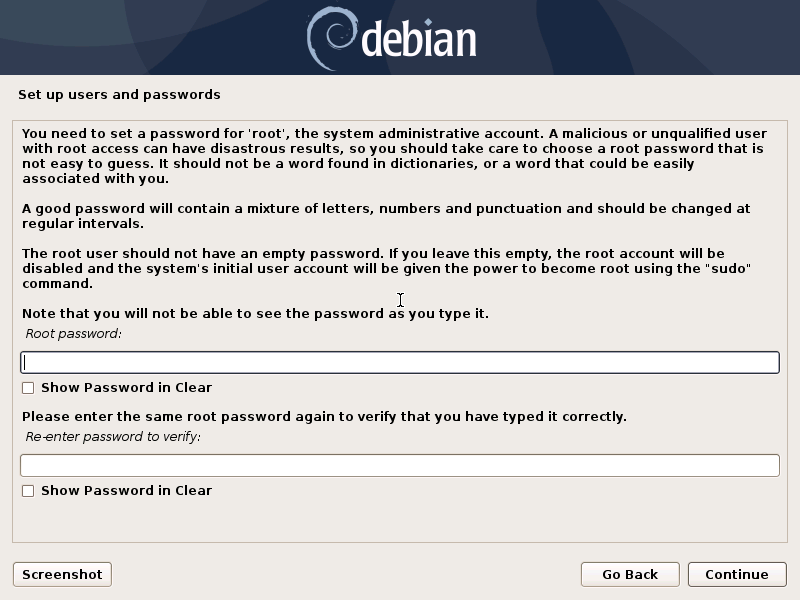 debian
Set up users and passwords
You need to set a password for 'root', the system administrative account. A malicious or unqualified user
with root access can have disastrous results, so you should take care to choose a root password that is
not easy to guess. It should not be a word found in dictionaries, or a word that could be easily
associated with you.
A good password will contain a mixture of letters, numbers and punctuation and should be changed at
regular intervals.
The root user should not have an empty password. If you leave this empty, the root account will be
disabled and the system's initial user account will be given the power to become root using the "sudo"
command.
Note that you will not be able to see the password as you type it.
Root password:
Show Password in Clear
Please enter the same root password again to verify that you have typed it correctly.
Re-enter password to verify:
Show Password in Clear
Screenshot
Go Back
Continue